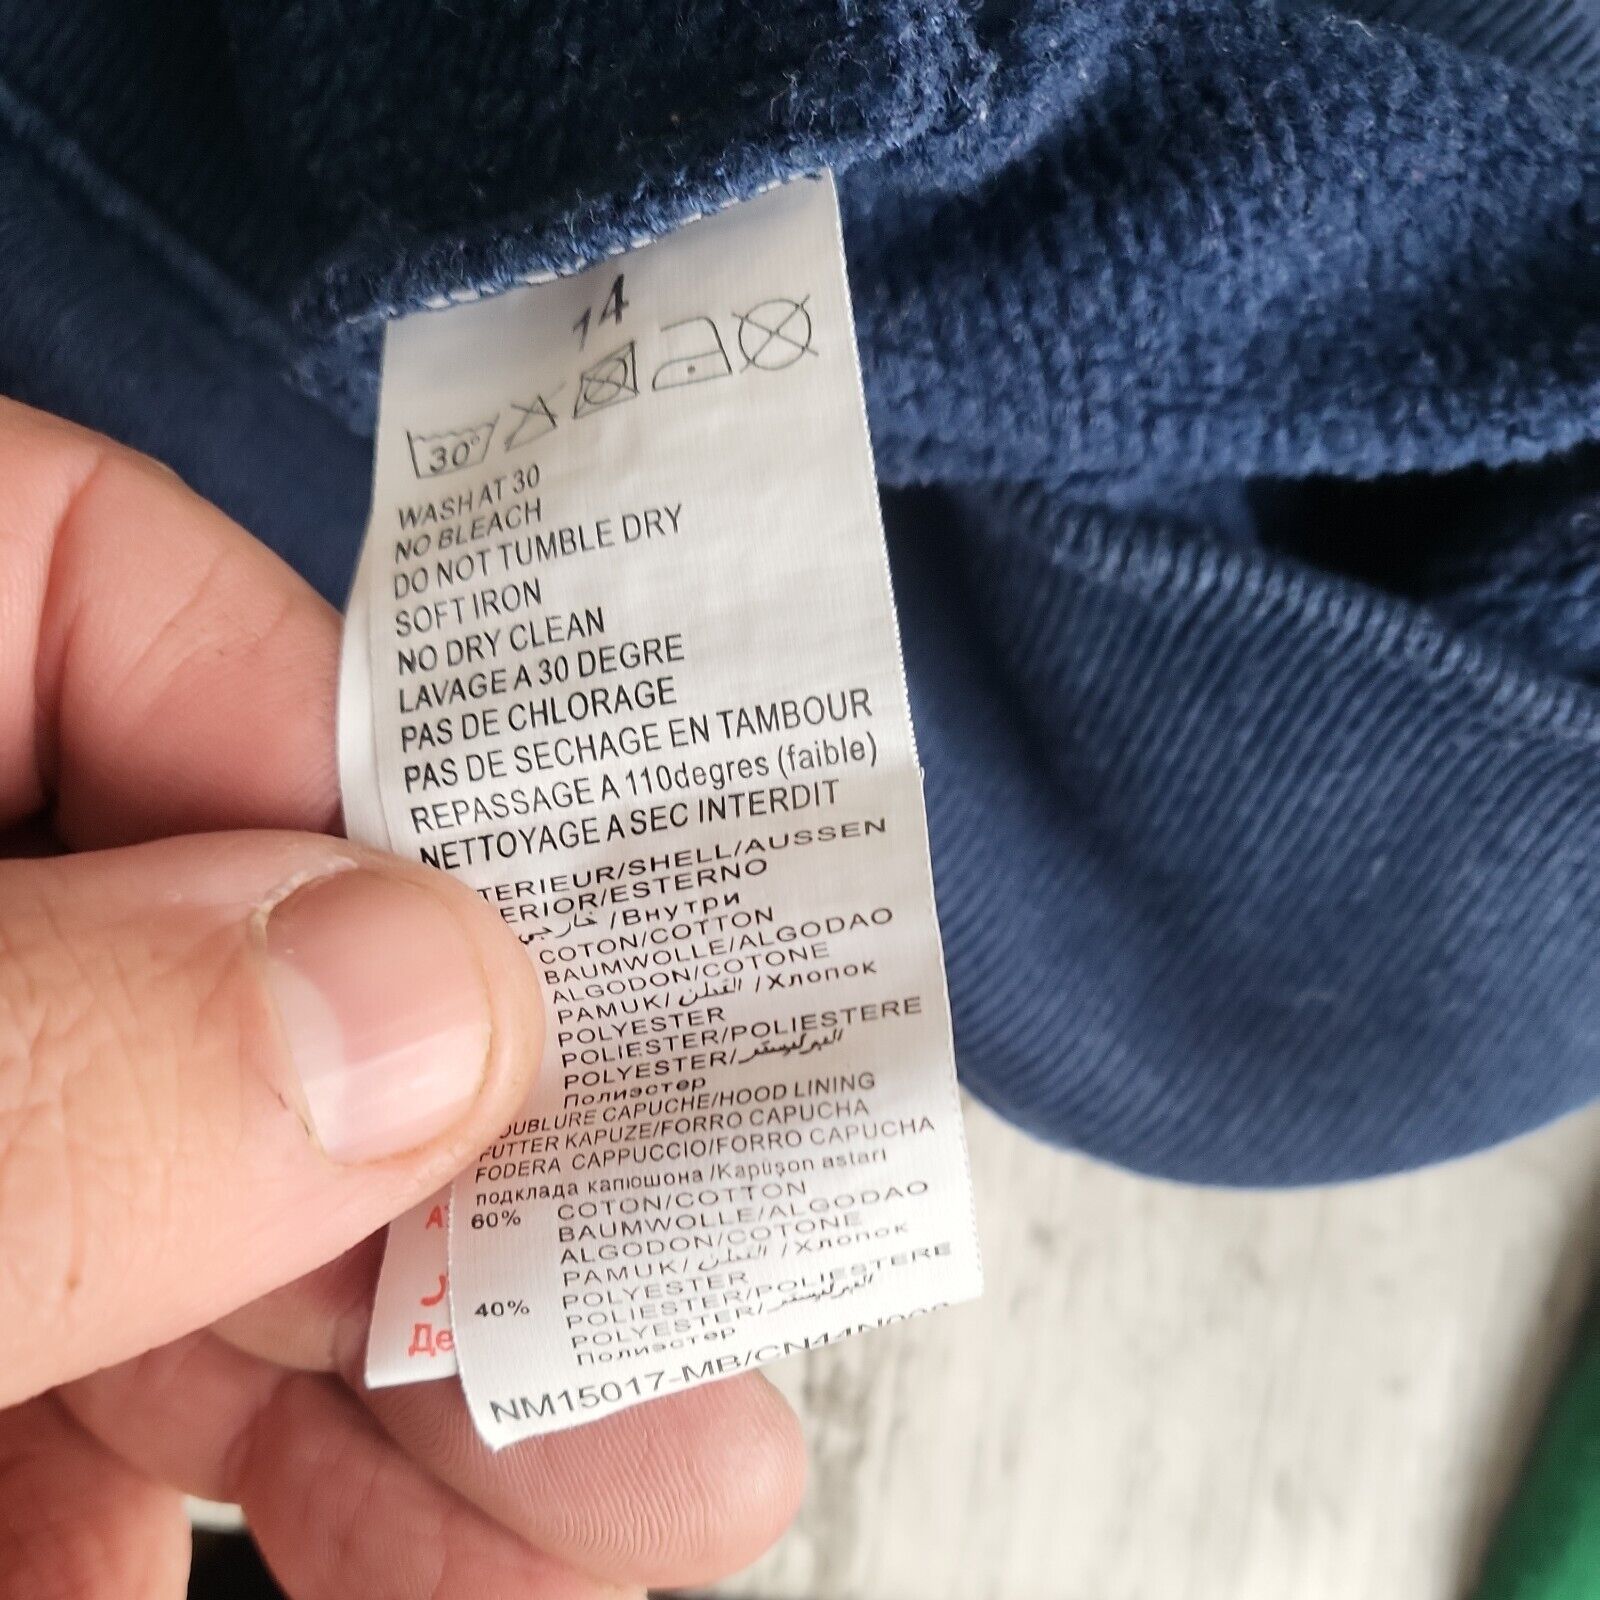 14
30°
WASH AT 30
NO BLEACH
DO NOT TUMBLE DRY
SOFT IRON
NO DRY CLEAN
LAVAGE A 30 DEGRE
PAS DE CHLORAGE
PAS DE SECHAGE EN TAMBOUR
REPASSAGE A 110degres (faible)
NETTOYAGE A SEC INTERDIT
TERIEUR/SHELL/AUSSEN
ERIOR/ESTERNO
خارجي /Внутри
COTON/COTTON
BAUMWOLLE/ALGODAO
ALGODON/COTONE
PAMUK/ القطن /Хлопок
POLYESTER
POLIESTER/POLIESTERE
POLYESTER/
Полиэстер
OUBLURE CAPUCHE/HOOD LINING
FUTTER KAPUZE/FORRO CAPUCHA
FODERA CAPPUCCIO/FORRO CAPUCHA
подклада капюшона /Kapüşon astari
60% COTON/COTTON
BAUMWOLLE/ALGODAO
ALGODON/COTONE
PAMUK/ القطن /Хлопок
40% POLYESTER
POLIESTER/POLIESTERE
POLYESTER/
Полиэстер
NM15017-MB/CN44N
Де